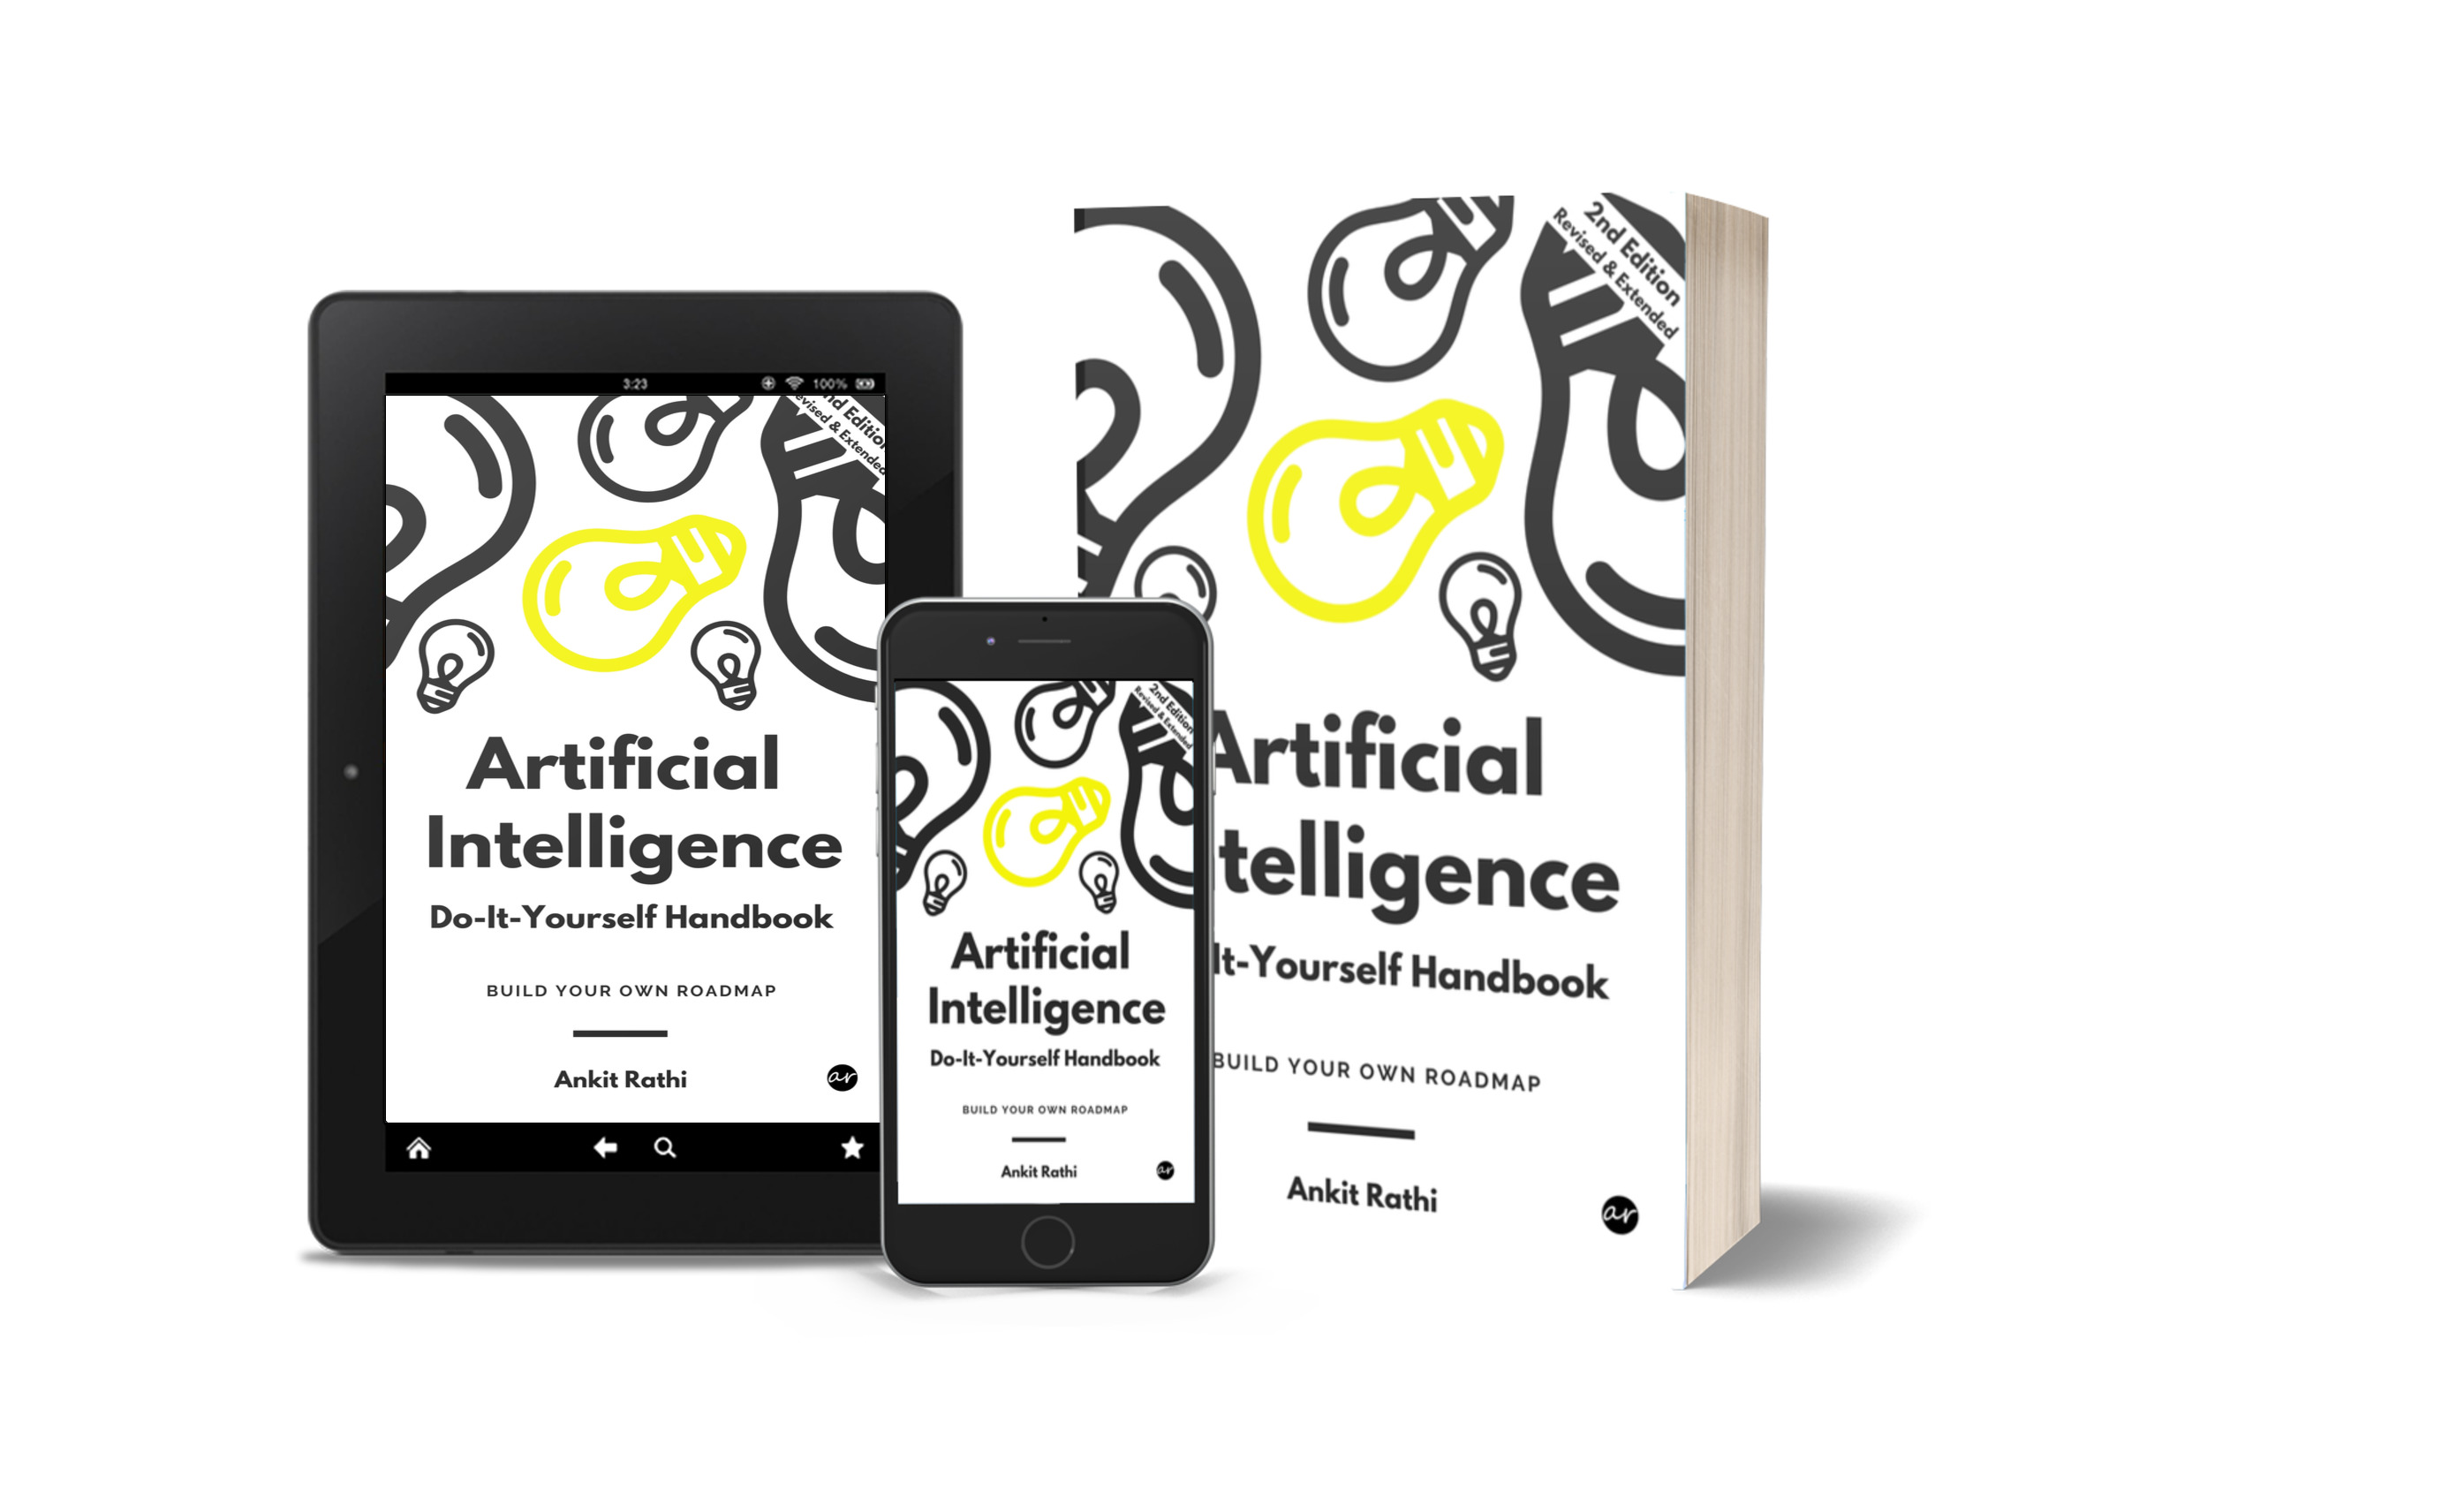 3:23
100%
nd Edition
evised & Extended
Artificial
Intelligence
Do-It-Yourself Handbook
BUILD YOUR OWN ROADMAP
Ankit Rathi
ar
2nd Edition
Revised & Extended
Artificial
Intelligence
Do-It-Yourself Handbook
BUILD YOUR OWN ROADMAP
Ankit Rathi
ar
2nd Edition
Revised & Extended
Artificial
telligence
It-Yourself Handbook
BUILD YOUR OWN ROADMAP
Ankit Rathi
ar